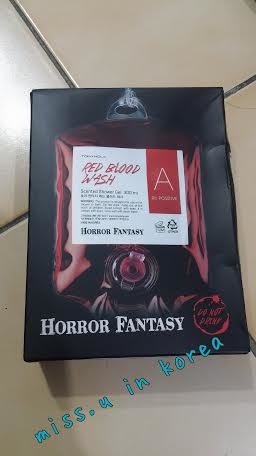 TONYMOLY
RED BLOOD
WASH
Scented Shower Gel 300 ml
A
Rh POSITIVE
HORROR FANTASY
HORROR FANTASY
DO NOT
DRINK
miss.u in korea